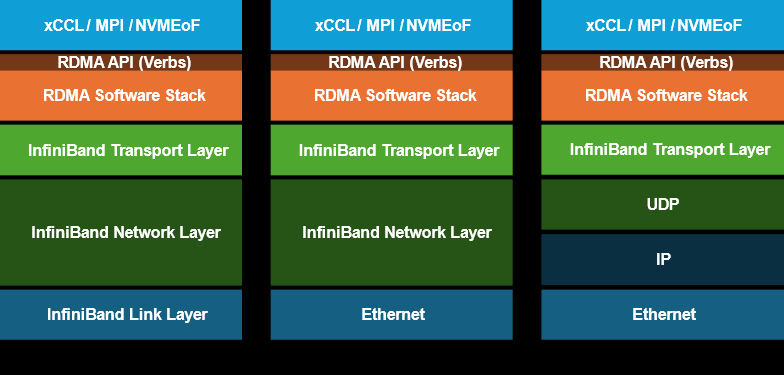 xCCL / MPI / NVMEoF
RDMA API (Verbs)
RDMA Software Stack
InfiniBand Transport Layer
InfiniBand Network Layer
InfiniBand Link Layer
xCCL / MPI / NVMEoF
RDMA API (Verbs)
RDMA Software Stack
InfiniBand Transport Layer
InfiniBand Network Layer
Ethernet
xCCL / MPI / NVMEoF
RDMA API (Verbs)
RDMA Software Stack
InfiniBand Transport Layer
UDP
IP
Ethernet